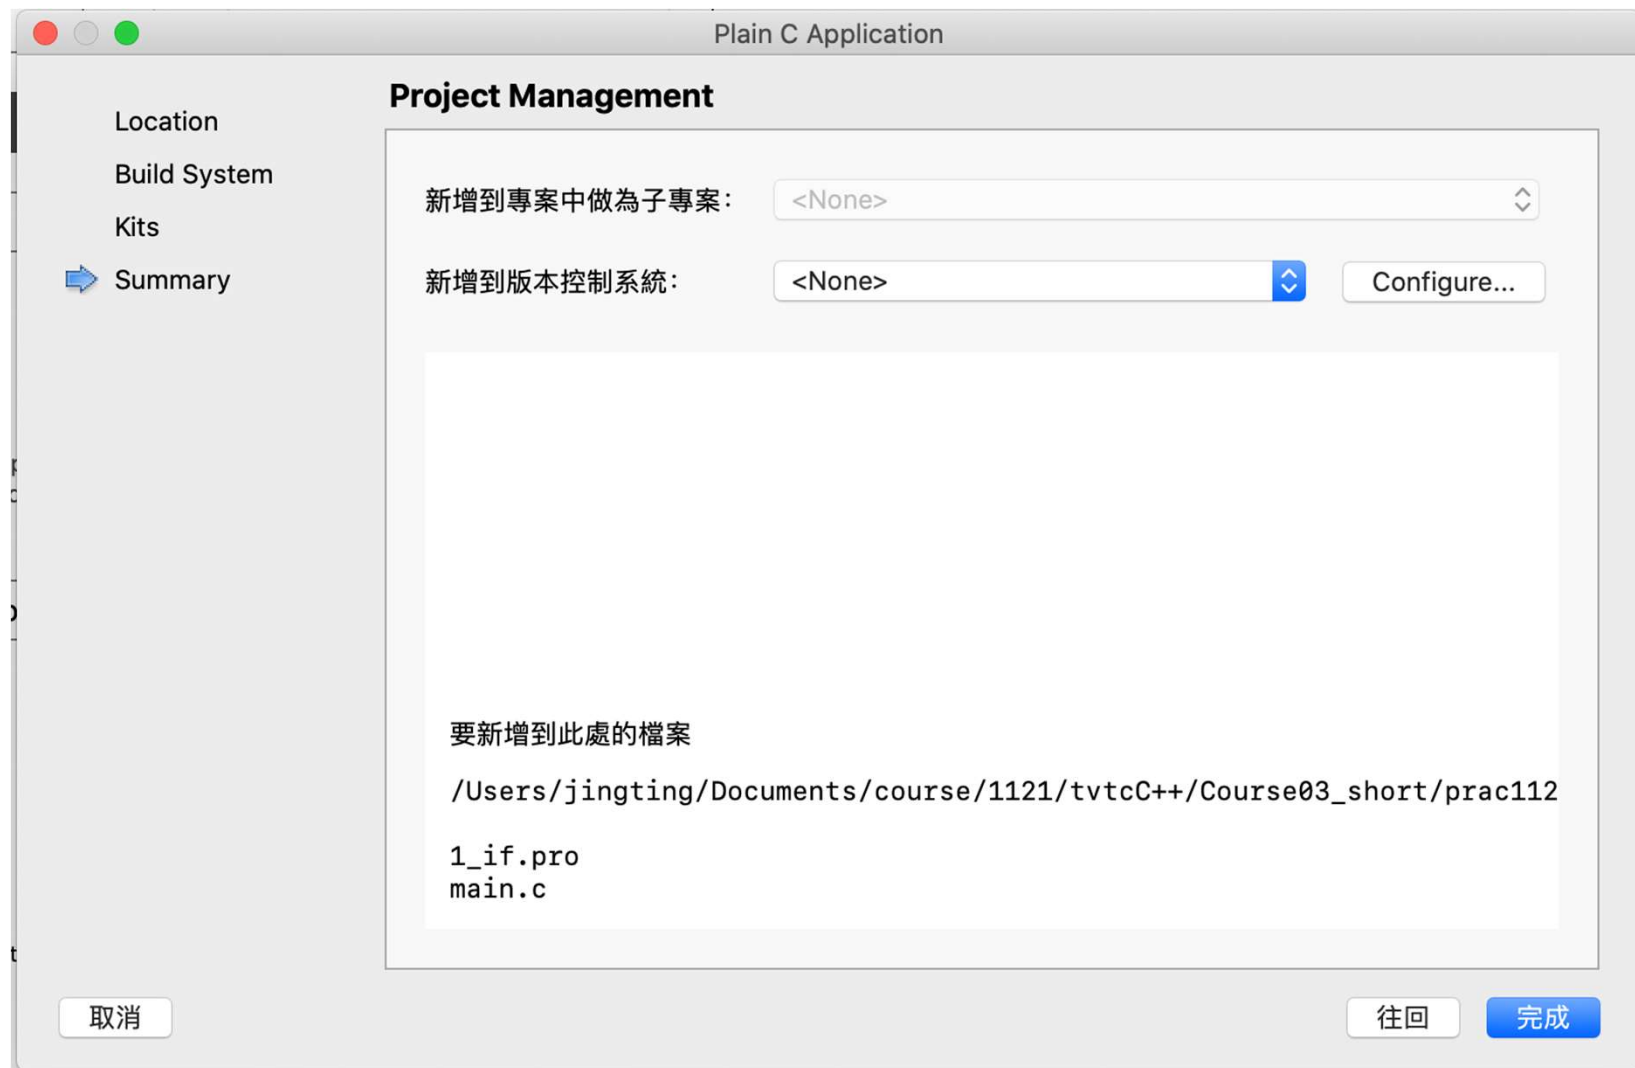 Plain C Application
Location
Build System
Kits
Summary
Project Management
新增到專案中做為子專案：
<None>
新增到版本控制系統：
<None>
Configure...
要新增到此處的檔案
/Users/jingting/Documents/course/1121/tvtcC++/Course03_short/prac112
1_if.pro
main.c
取消
往回
完成